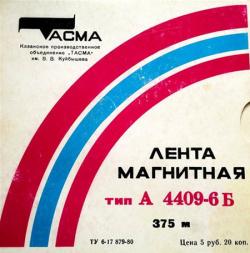 ТАСМА
Казанское производственное
объединение „ТАСМА"
им. В. В. Куйбышева
ЛЕНТА
МАГНИТНАЯ
тип А 4409-6Б
375 м
ТУ 6-17 879-80
Цена 5 руб. 20 коп.